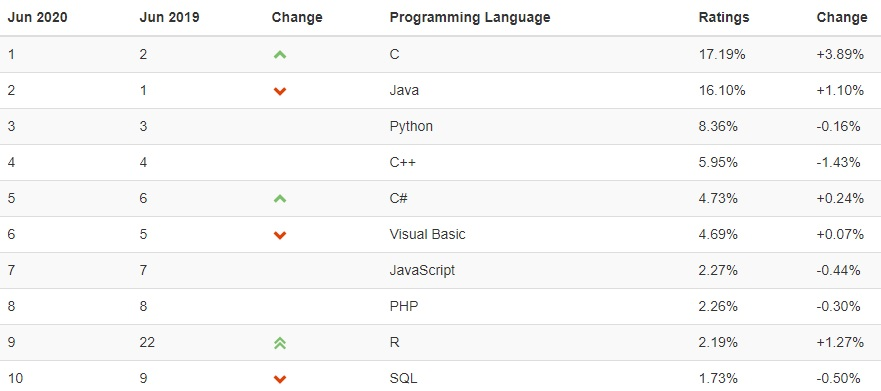 Jun 2020 Jun 2019 Change Programming Language Ratings Change
1 2 C 17.19% +3.89%
2 1 Java 16.10% +1.10%
3 3 Python 8.36% -0.16%
4 4 C++ 5.95% -1.43%
5 6 C# 4.73% +0.24%
6 5 Visual Basic 4.69% +0.07%
7 7 JavaScript 2.27% -0.44%
8 8 PHP 2.26% -0.30%
9 22 R 2.19% +1.27%
10 9 SQL 1.73% -0.50%